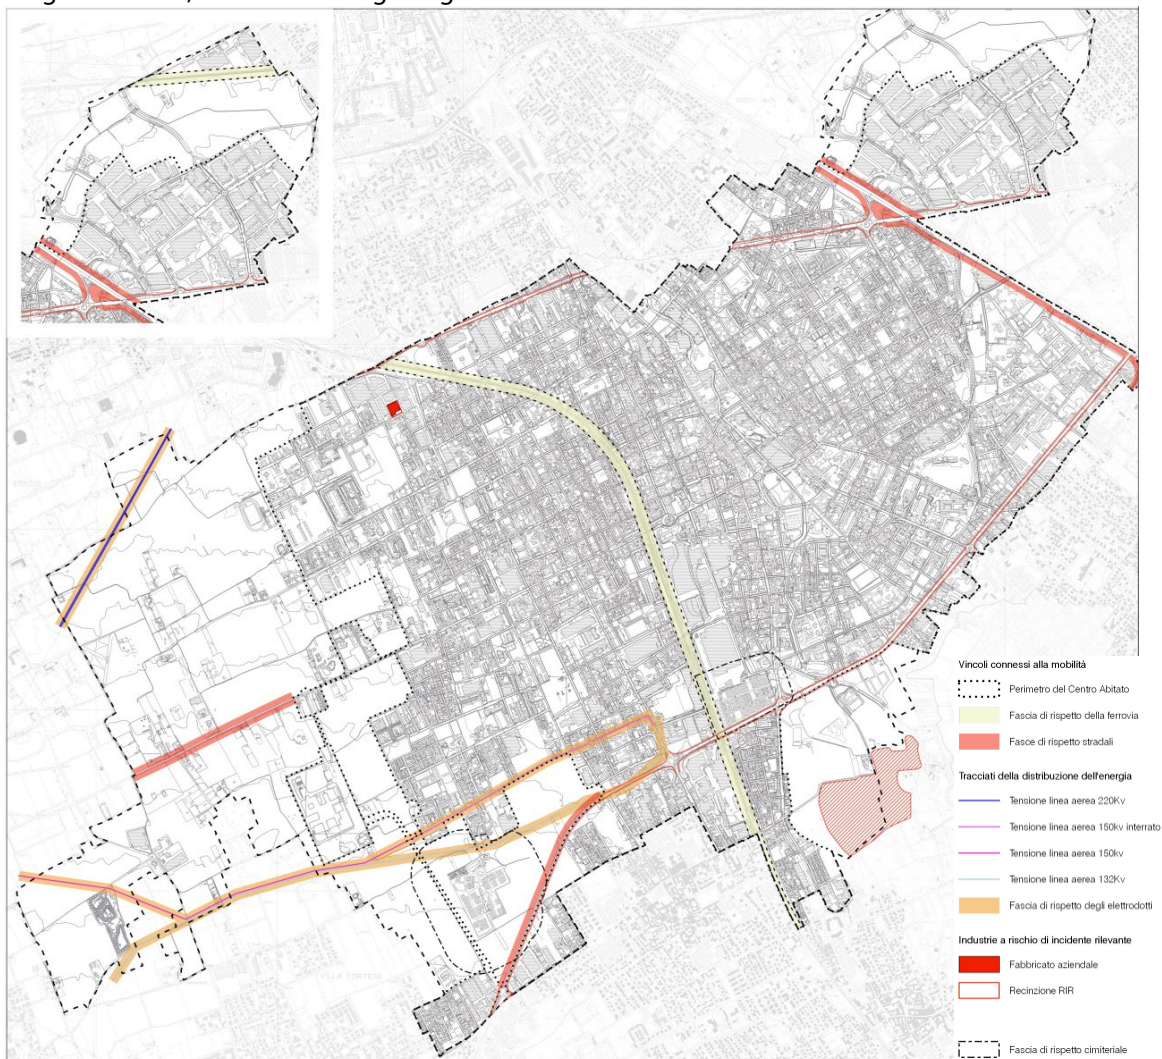 Vincoli connessi alla mobilità
Perimetro del Centro Abitato
Fascia di rispetto della ferrovia
Fasce di rispetto stradali
Tracciati della distribuzione dell'energia
Tensione linea aerea 220Kv
Tensione linea aerea 150kv interrato
Tensione linea aerea 150kv
Tensione linea aerea 132Kv
Fascia di rispetto degli elettrodotti
Industrie a rischio di incidente rilevante
Fabbricato aziendale
Recinzione RIR
Fascia di rispetto cimiteriale